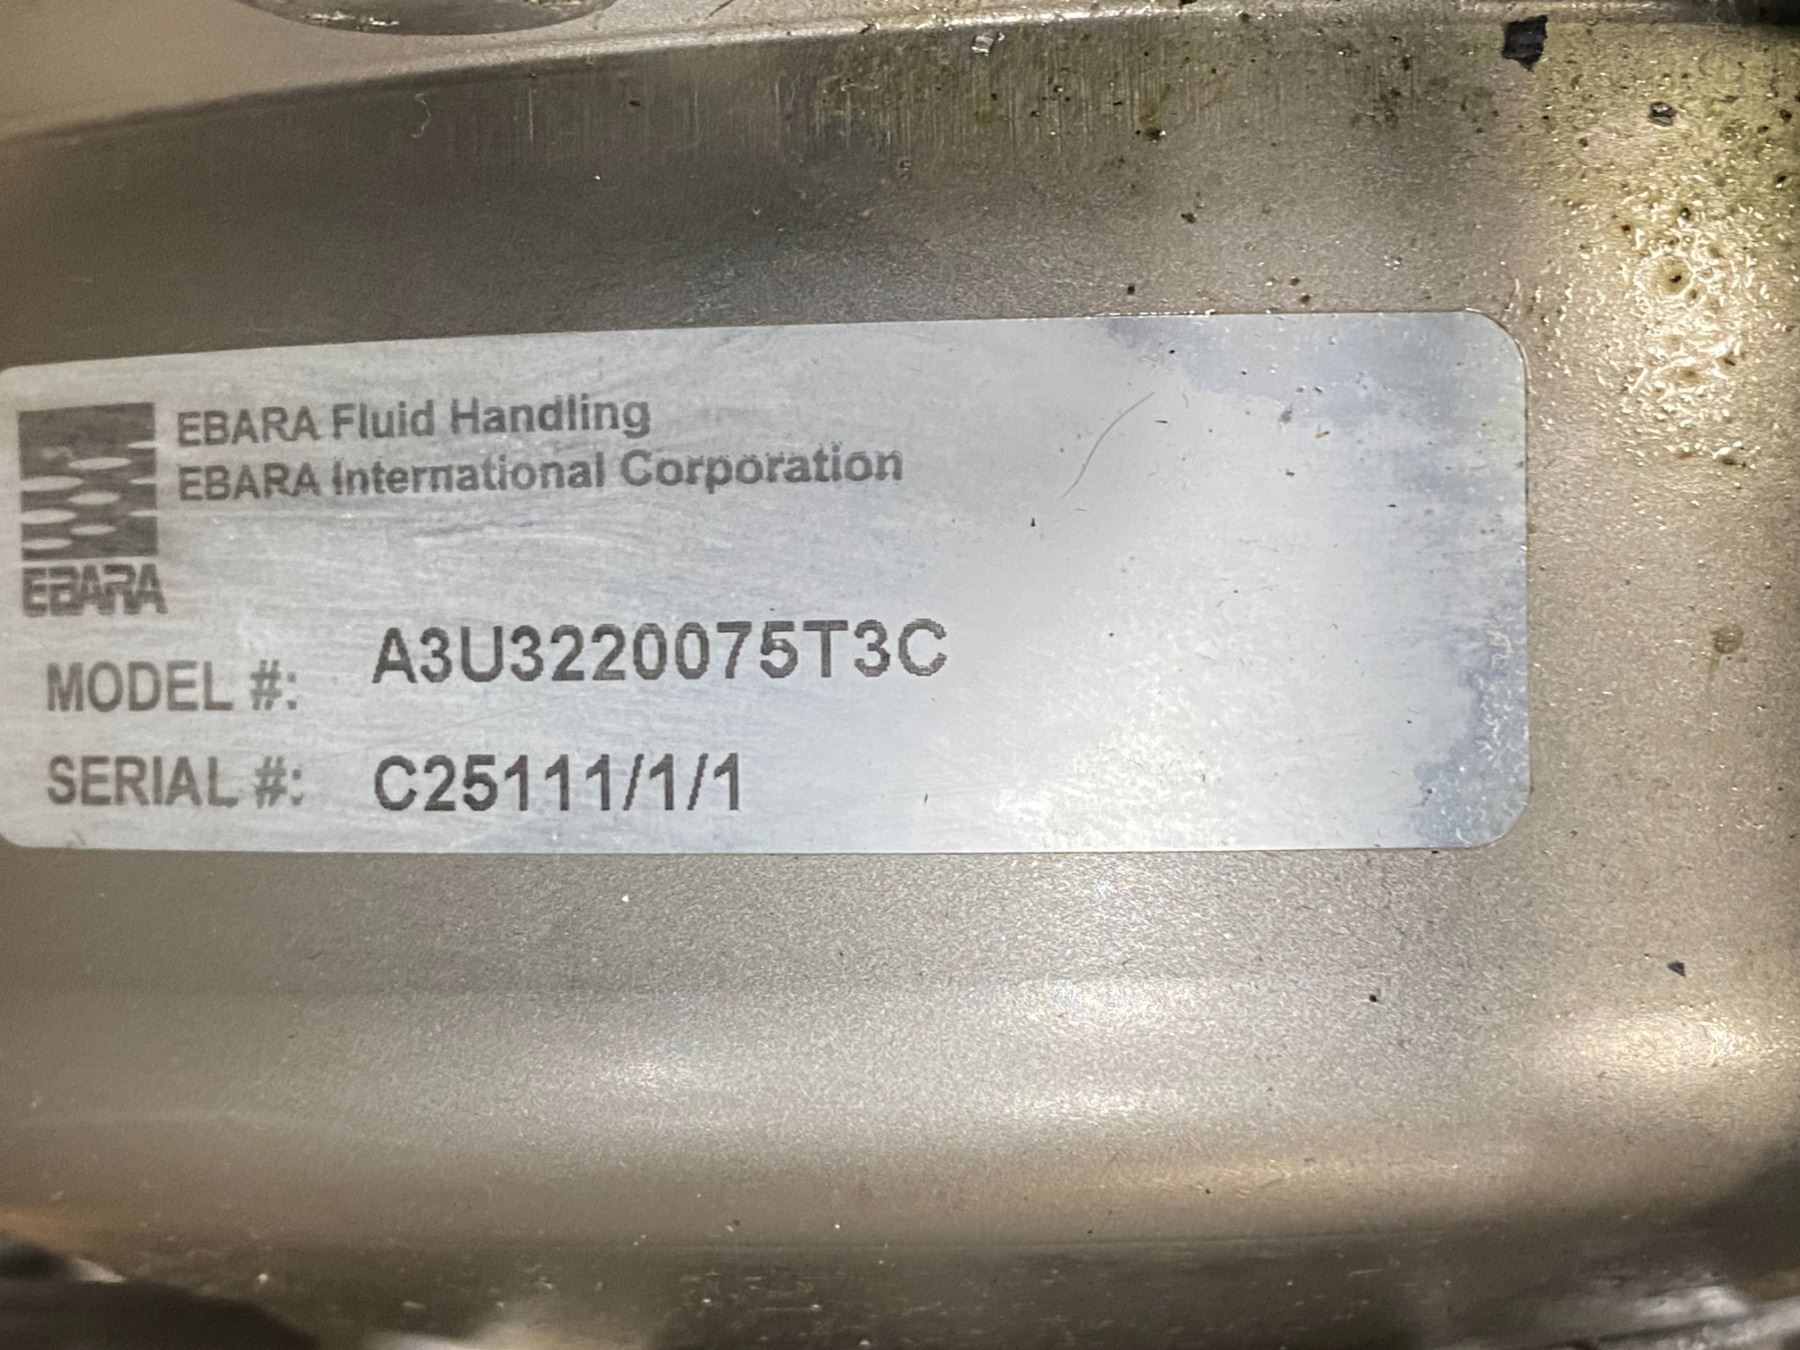 EBARA Fluid Handling
EBARA International Corporation
EBARA
MODEL #: A3U3220075T3C
SERIAL #: C25111/1/1